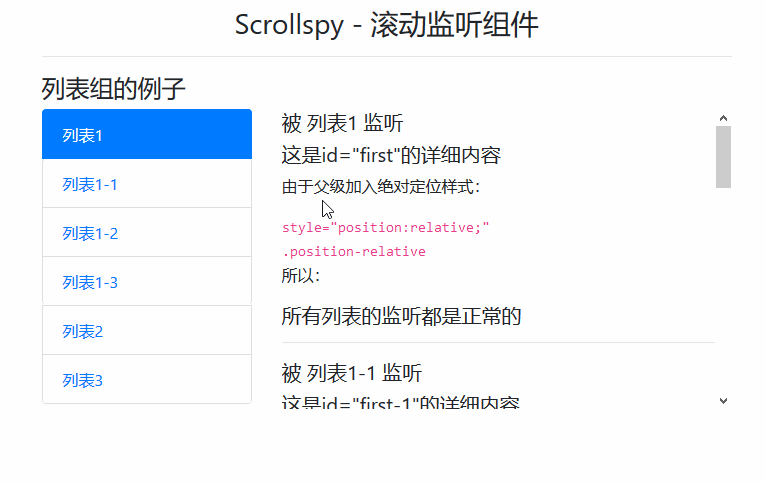 Scrollspy - 滚动监听组件
列表组的例子
列表1
列表1-1
列表1-2
列表1-3
列表2
列表3
被 列表1 监听
这是id="first"的详细内容
由于父级加入绝对定位样式：
style="position:relative;"
.position-relative
所以：
所有列表的监听都是正常的
被 列表1-1 监听
这是id="first-1"的详细内容